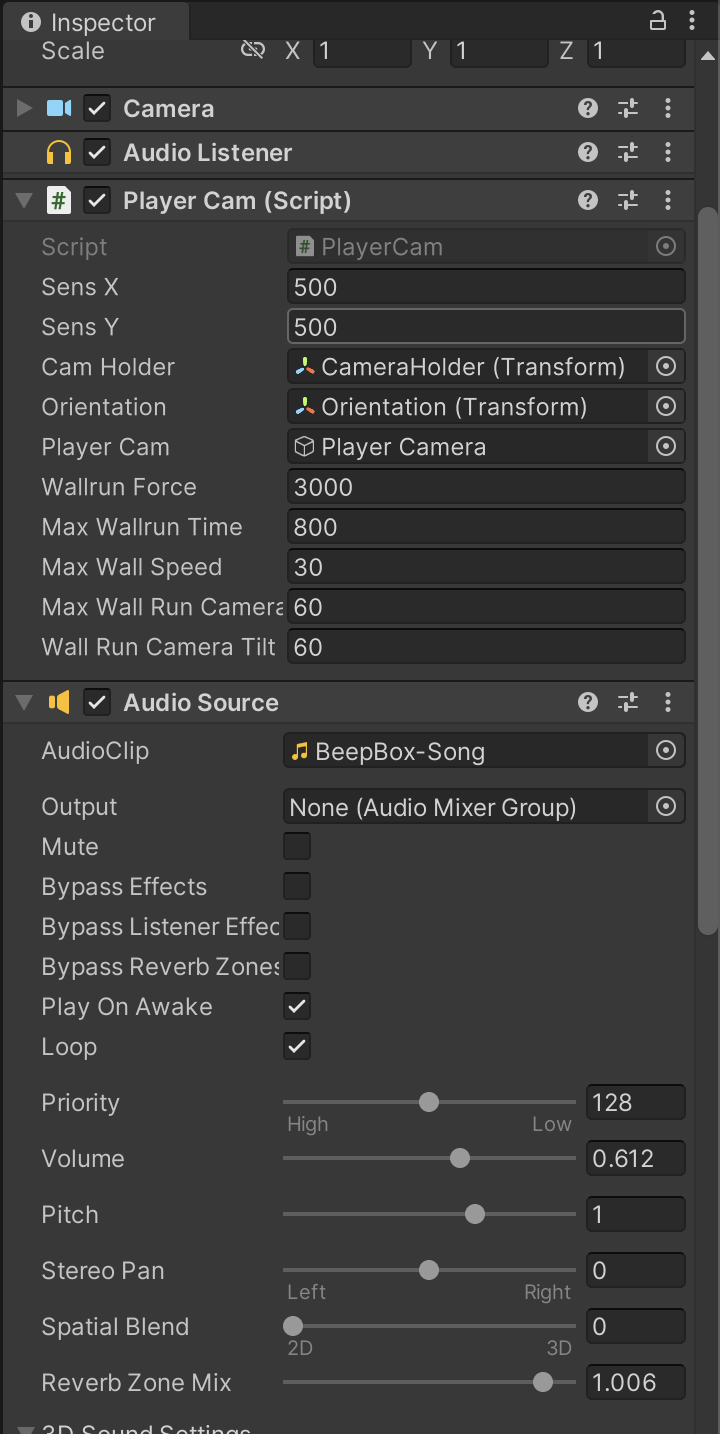 Inspector
Scale X 1 Y 1 Z 1
Camera
Audio Listener
# Player Cam (Script)
Script # PlayerCam
Sens X 500
Sens Y 500
Cam Holder CameraHolder (Transform)
Orientation Orientation (Transform)
Player Cam Player Camera
Wallrun Force 3000
Max Wallrun Time 800
Max Wall Speed 30
Max Wall Run Camera 60
Wall Run Camera Tilt 60
Audio Source
AudioClip BeepBox-Song
Output None (Audio Mixer Group)
Mute
Bypass Effects
Bypass Listener Effec
Bypass Reverb Zones
Play On Awake
Loop
Priority 128
High Low
Volume 0.612
Pitch 1
Stereo Pan 0
Left Right
Spatial Blend 0
2D 3D
Reverb Zone Mix 1.006
3D Sound Settings